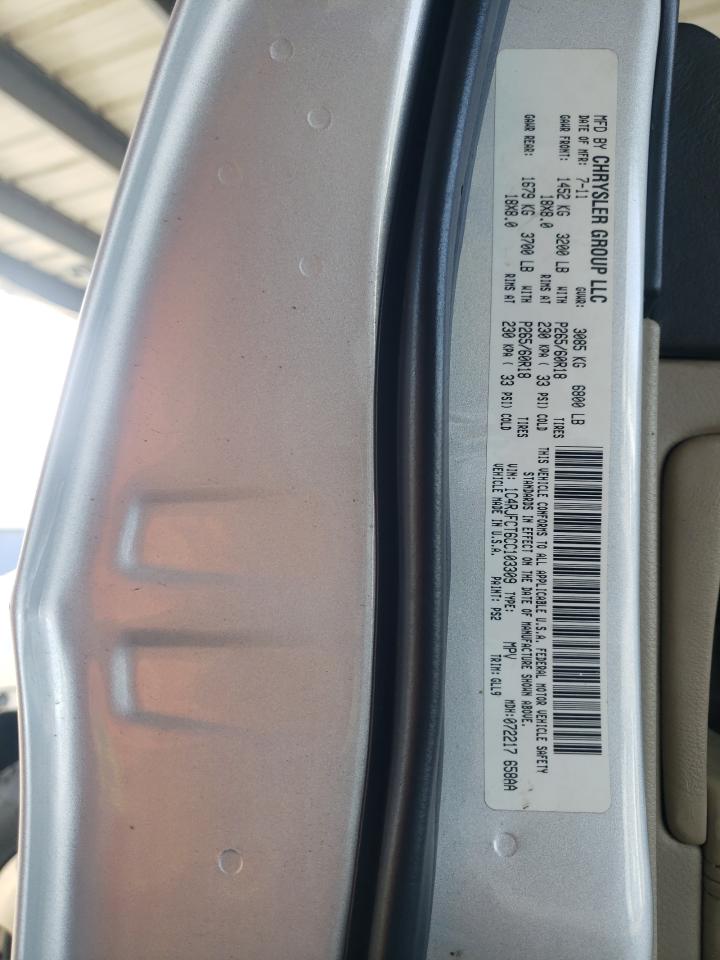 MFD BY CHRYSLER GROUP LLC
DATE OF MFR: 7-11 GVWR: 3085 KG 6800 LB
GAWR FRONT: 1452 KG 3200 LB WITH P265/60R18 TIRES
18X8.0 RIMS AT 230 KPA ( 33 PSI) COLD
GAWR REAR: 1679 KG 3700 LB WITH P265/60R18 TIRES
18X8.0 RIMS AT 230 KPA ( 33 PSI) COLD
THIS VEHICLE CONFORMS TO ALL APPLICABLE U.S.A. FEDERAL MOTOR VEHICLE SAFETY
STANDARDS IN EFFECT ON THE DATE OF MANUFACTURE SHOWN ABOVE.
VIN: 1C4RJFCT6CC103309 TYPE: MPV MDH:072217 658AA
VEHICLE MADE IN U.S.A. PAINT: PS2 TRIM:GLL9